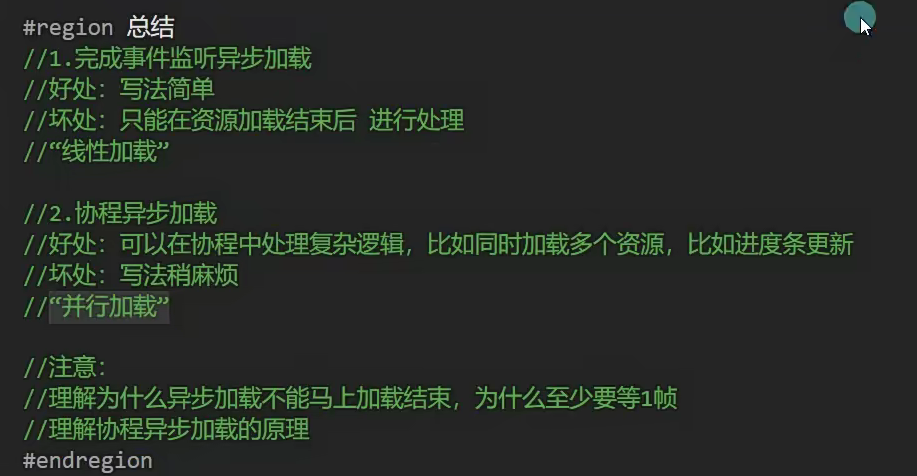 #region 总结
//1.完成事件监听异步加载
//好处：写法简单
//坏处：只能在资源加载结束后 进行处理
//“线性加载”
//2.协程异步加载
//好处：可以在协程中处理复杂逻辑，比如同时加载多个资源，比如进度条更新
//坏处：写法稍麻烦
//“并行加载”
//注意：
//理解为什么异步加载不能马上加载结束，为什么至少要等1帧
//理解协程异步加载的原理
#endregion